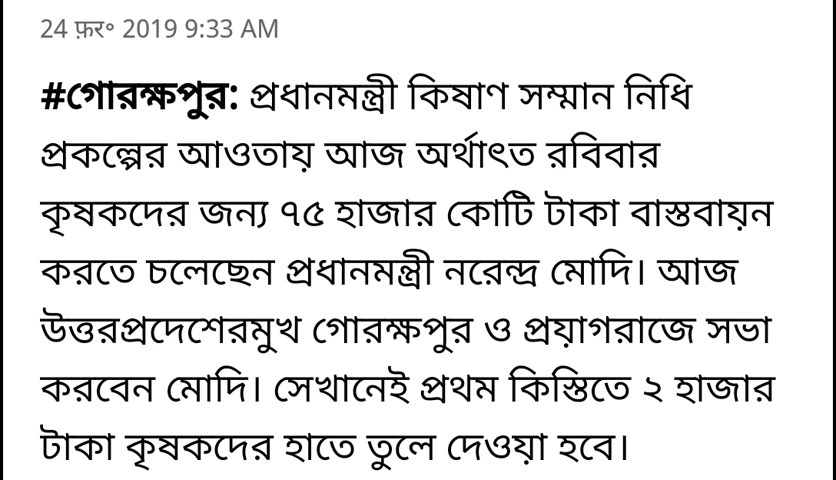 24 फ़र॰ 2019 9:33 AM
#গোরক্ষপুর: প্রধানমন্ত্রী কিষাণ সম্মান নিধি
প্রকল্পের আওতায় আজ অর্থাৎত রবিবার
কৃষকদের জন্য ৭৫ হাজার কোটি টাকা বাস্তবায়ন
করতে চলেছেন প্রধানমন্ত্রী নরেন্দ্র মোদি। আজ
উত্তরপ্রদেশেরমুখ গোরক্ষপুর ও প্রয়াগরাজে সভা
করবেন মোদি। সেখানেই প্রথম কিস্তিতে ২ হাজার
টাকা কৃষকদের হাতে তুলে দেওয়া হবে।